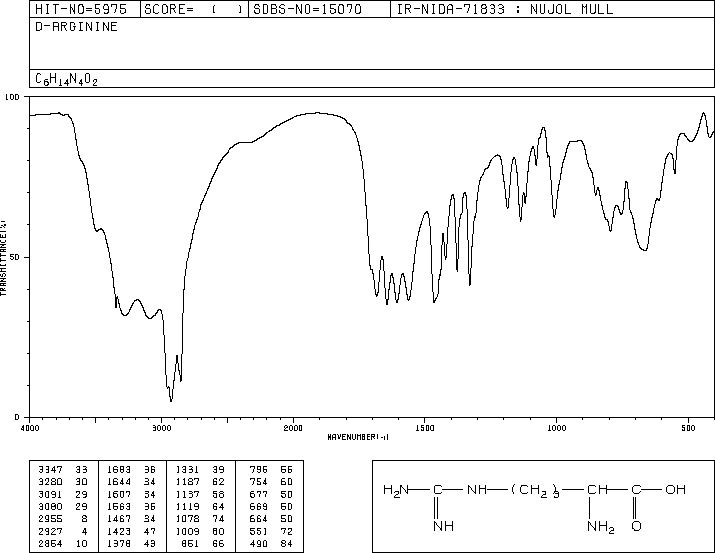 HIT-NO=5975 SCORE= ( ) SDBS-NO=15070 IR-NIDA-71833 : NUJOL MULL
D-ARGININE
C6H14N4O2
100
50
0
TRANSMITTANCE(%)
4000 3000 2000 1500 1000 500
WAVENUMBER(-1)
3347 33 1683 36 1331 39 796 56
3280 30 1644 34 1187 62 754 60
3091 29 1607 34 1137 58 677 50
3080 29 1563 36 1119 64 669 50
2955 8 1467 34 1078 74 664 50
2927 4 1423 47 1009 80 551 72
2854 10 1378 43 851 66 490 84
H2N C NH (CH2)3 CH C OH
NH NH2 O